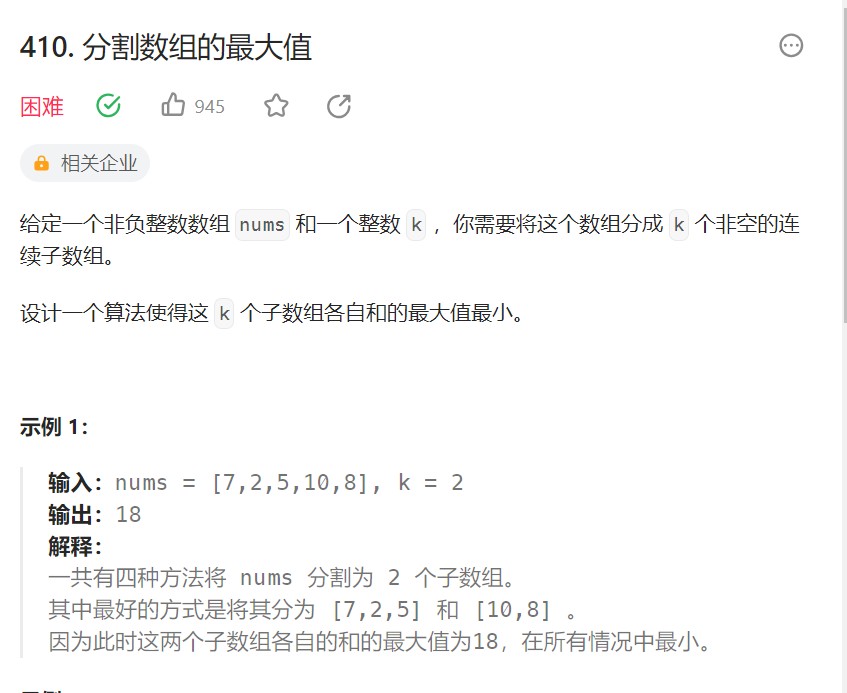 410. 分割数组的最大值
困难 945
相关企业
给定一个非负整数数组 nums 和一个整数 k ，你需要将这个数组分成 k 个非空的连
续子数组。
设计一个算法使得这 k 个子数组各自和的最大值最小。
示例 1：
输入：nums = [7,2,5,10,8], k = 2
输出：18
解释：
一共有四种方法将 nums 分割为 2 个子数组。
其中最好的方式是将其分为 [7,2,5] 和 [10,8] 。
因为此时这两个子数组各自的和的最大值为18，在所有情况中最小。